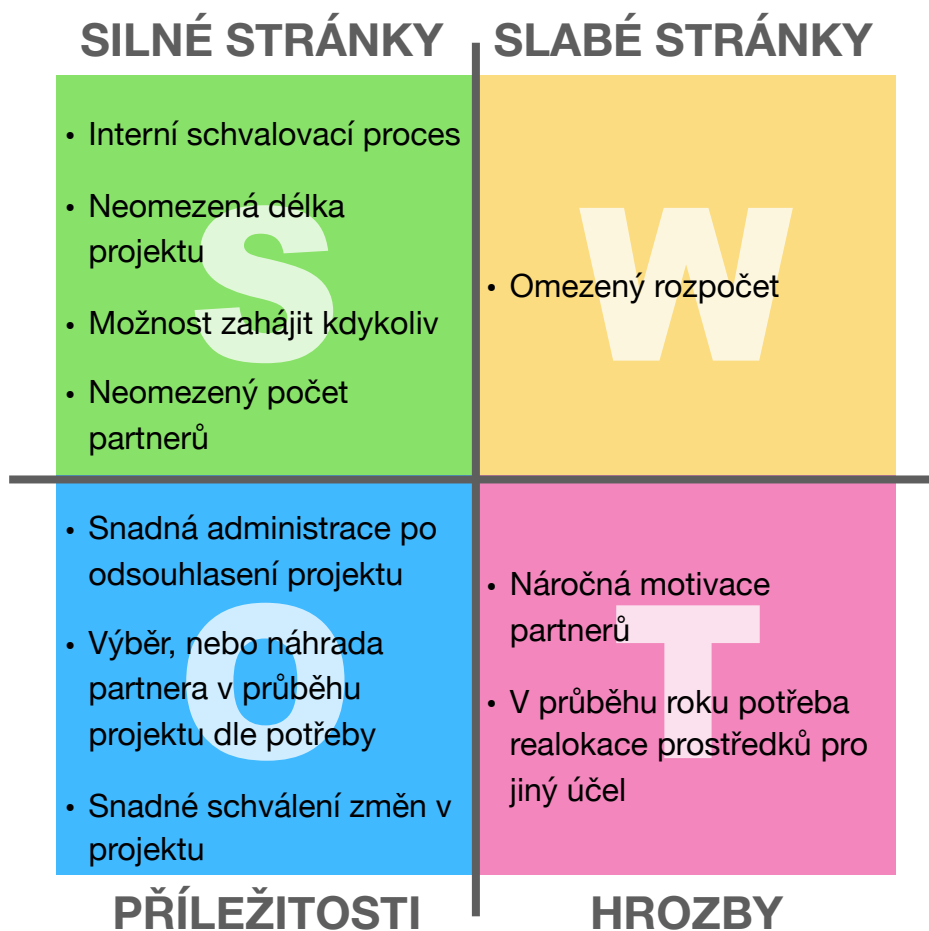 SILNÉ STRÁNKY
SLABÉ STRÁNKY
S
• Interní schvalovací proces
• Neomezená délka
projektu
• Možnost zahájit kdykoliv
• Neomezený počet
partnerů
W
• Omezený rozpočet
O
• Snadná administrace po
odsouhlasení projektu
• Výběr, nebo náhrada
partnera v průběhu
projektu dle potřeby
• Snadné schválení změn v
projektu
T
• Náročná motivace
partnerů
• V průběhu roku potřeba
realokace prostředků pro
jiný účel
PŘÍLEŽITOSTI
HROZBY